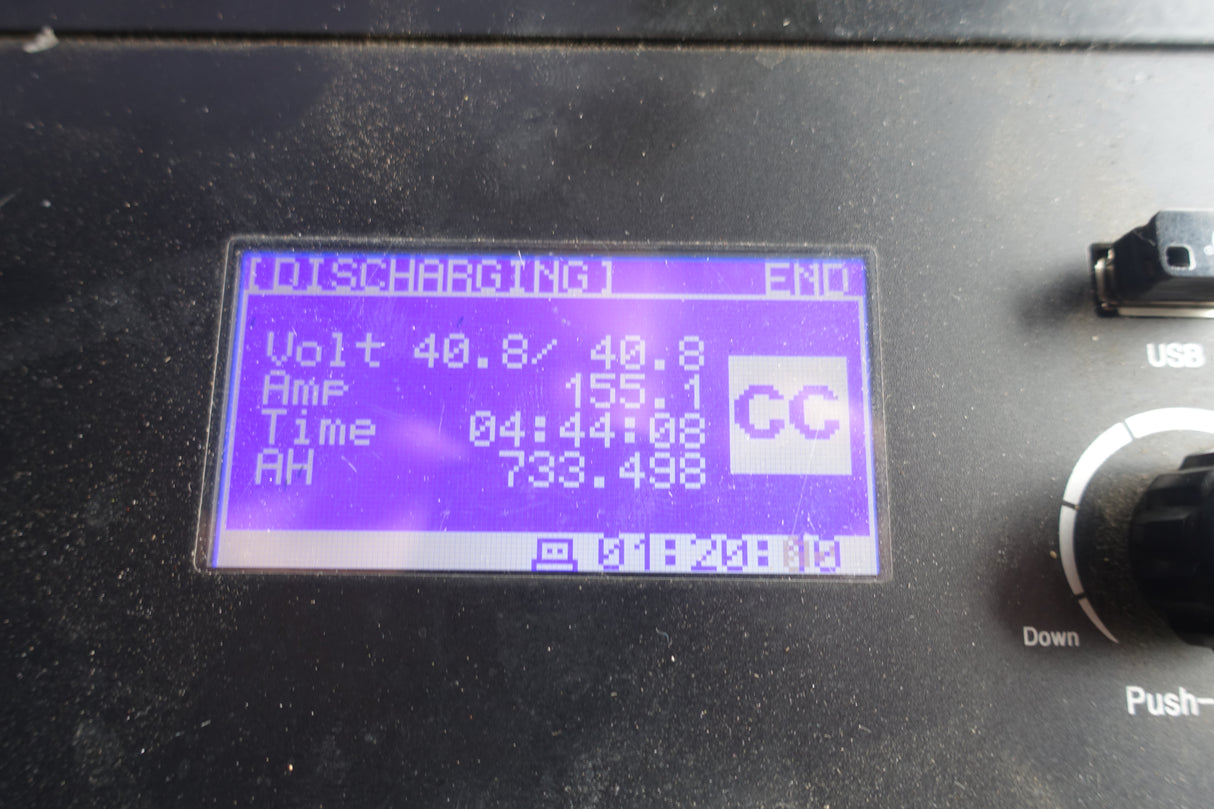 [DISCHARGING] END
Volt 40.8/ 40.8
Amp 155.1
Time 04:44:08
AH 733.498
CC
USB
Down
Push-